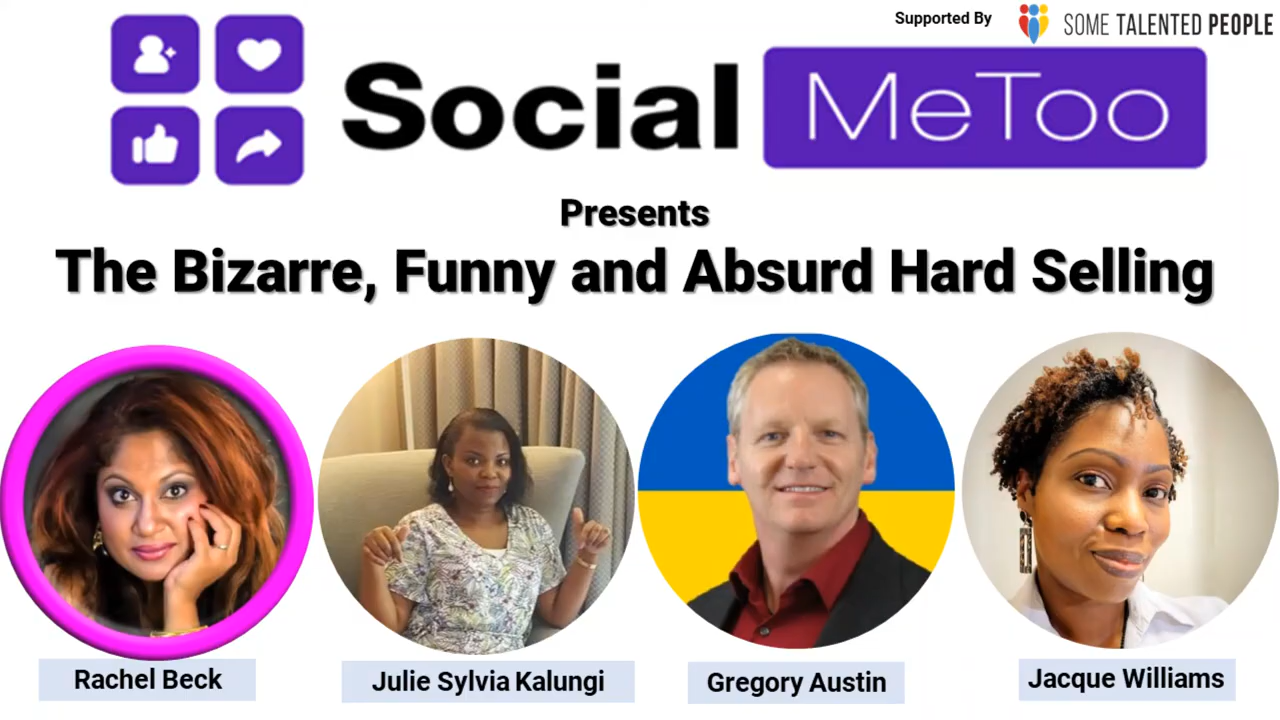 Supported By
SOME TALENTED PEOPLE
Social MeToo
Presents
The Bizarre, Funny and Absurd Hard Selling
Rachel Beck
Julie Sylvia Kalungi
Gregory Austin
Jacque Williams